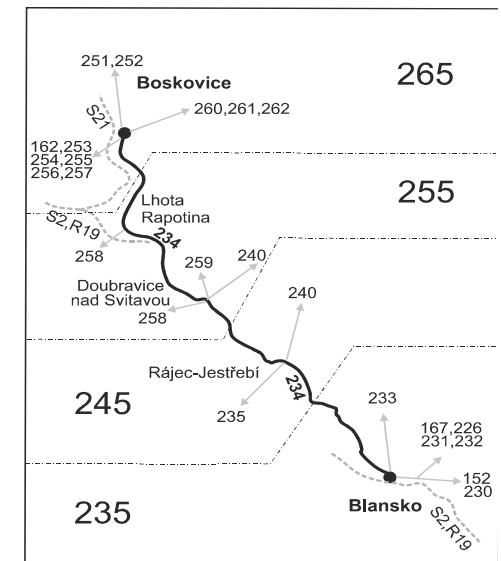 251,252
Boskovice
265
S21
260,261,262
162,253
254,255
256,257
255
Lhota
Rapotina
S2,R19
234
258
259
240
Doubravice
nad Svitavou
258
240
Rájec-Jestřebí
234
245
235
233
167,226
231,232
152
230
Blansko
235
S2,R19